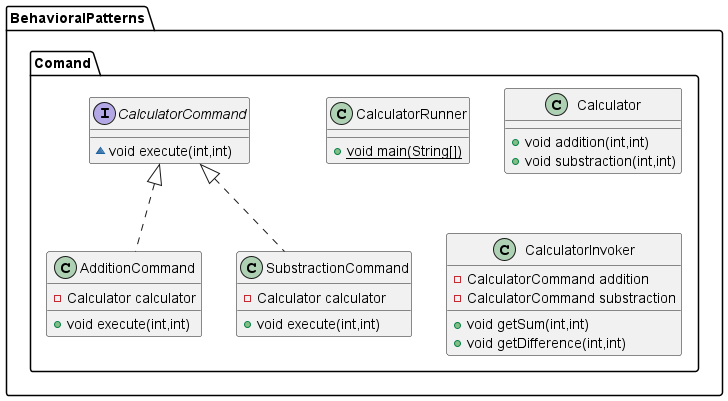 BehavioralPatterns
Comand
I CalculatorCommand
void execute(int,int)
C CalculatorRunner
void main(String[])
C Calculator
void addition(int,int)
void substraction(int,int)
C AdditionCommand
Calculator calculator
void execute(int,int)
C SubstractionCommand
Calculator calculator
void execute(int,int)
C CalculatorInvoker
CalculatorCommand addition
CalculatorCommand substraction
void getSum(int,int)
void getDifference(int,int)